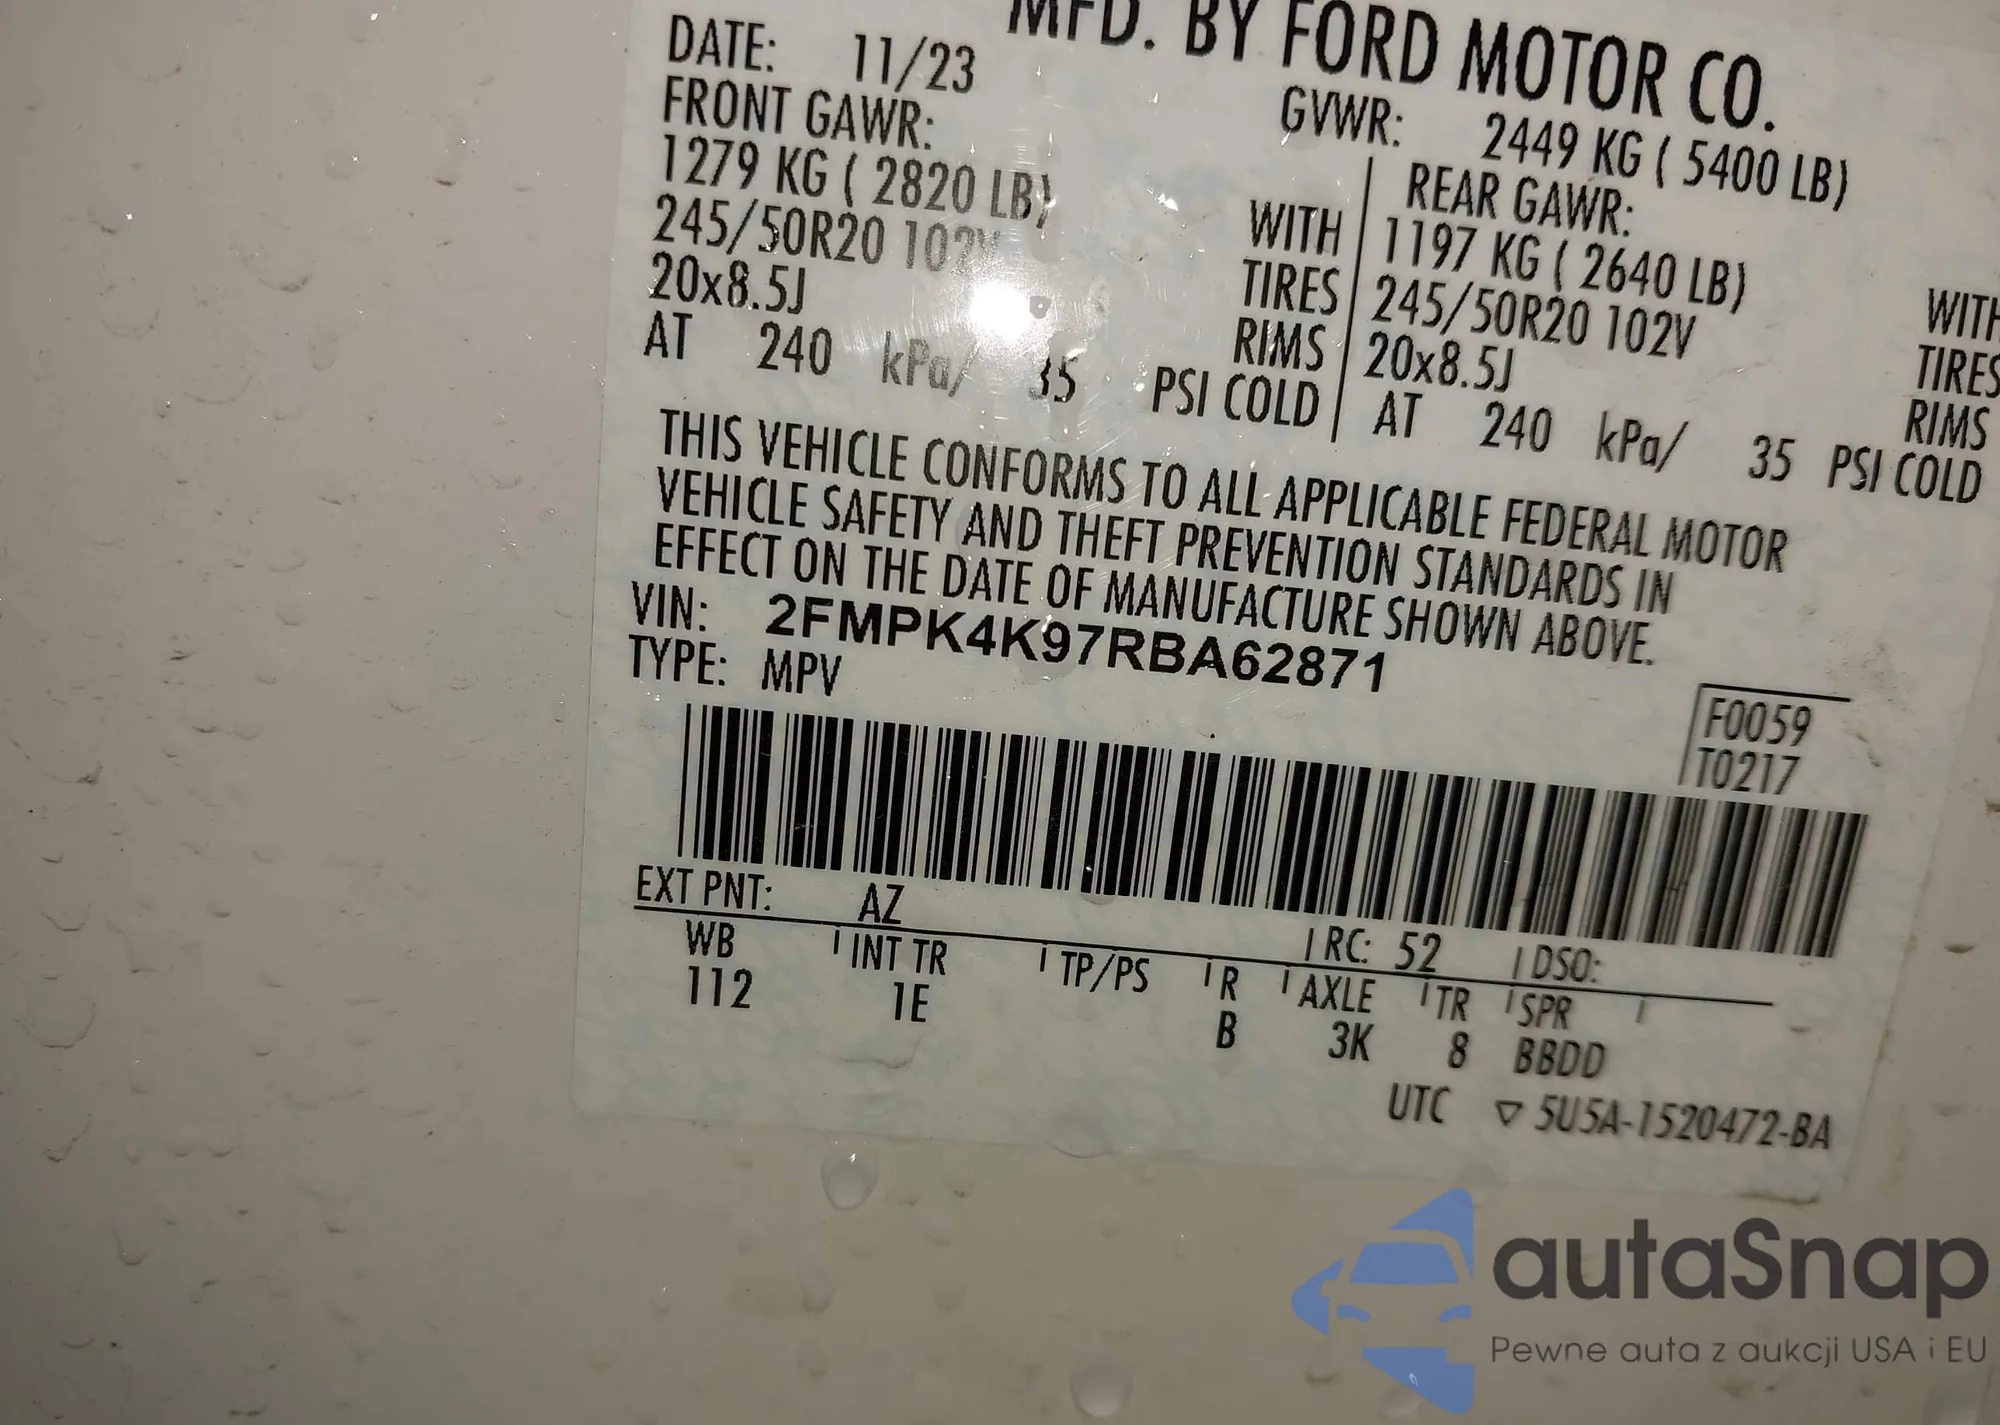 MFD. BY FORD MOTOR CO.
DATE: 11/23
GVWR: 2449 KG ( 5400 LB)
FRONT GAWR:
REAR GAWR:
1279 KG ( 2820 LB)
WITH
1197 KG ( 2640 LB)
WITH
245/50R20 102V
TIRES
245/50R20 102V
TIRES
20x8.5J
RIMS
20x8.5J
RIMS
AT 240 kPa/ 35 PSI COLD
AT 240 kPa/ 35 PSI COLD
THIS VEHICLE CONFORMS TO ALL APPLICABLE FEDERAL MOTOR
VEHICLE SAFETY AND THEFT PREVENTION STANDARDS IN
EFFECT ON THE DATE OF MANUFACTURE SHOWN ABOVE.
VIN: 2FMPK4K97RBA62871
TYPE: MPV
F0059
T0217
EXT PNT: AZ
RC: 52
DSO:
WB
INT TR
TP/PS
R
AXLE
TR
SPR
112
1E
B
3K
8
BBDD
UTC ▽ 5U5A-1520472-BA
autaSnap
Pewne auta z aukcji USA i EU